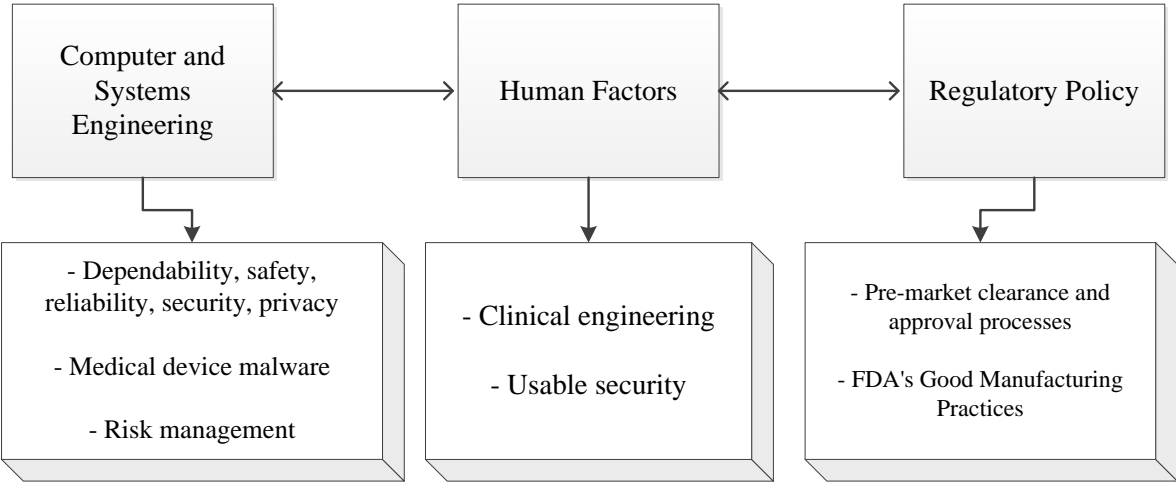 Computer and
Systems
Engineering
Human Factors
Regulatory Policy
- Dependability, safety,
reliability, security, privacy
- Medical device malware
- Risk management
- Clinical engineering
- Usable security
- Pre-market clearance and
approval processes
- FDA's Good Manufacturing
Practices